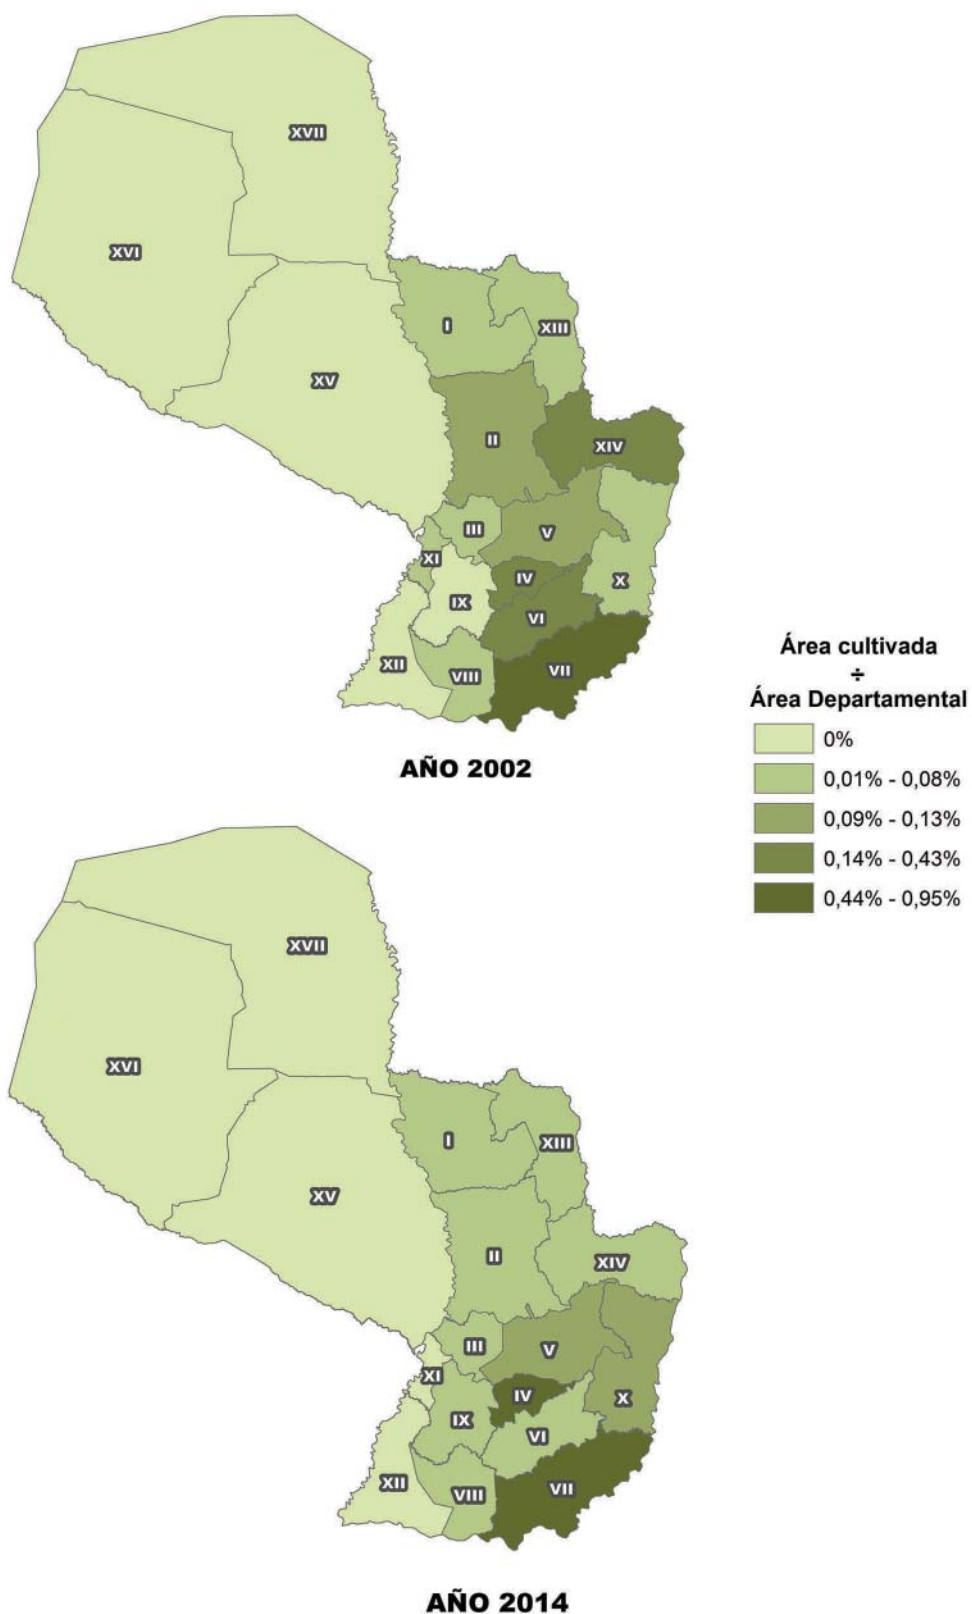 XVII
XVI
I
XIII
XV
II
XIV
III
V
XI
IV
X
IX
VI
XII
VIII
VII
AÑO 2002
Área cultivada
÷
Área Departamental
0%
0,01% - 0,08%
0,09% - 0,13%
0,14% - 0,43%
0,44% - 0,95%
XVII
XVI
I
XIII
XV
II
XIV
III
V
XI
IV
X
IX
VI
XII
VIII
VII
AÑO 2014